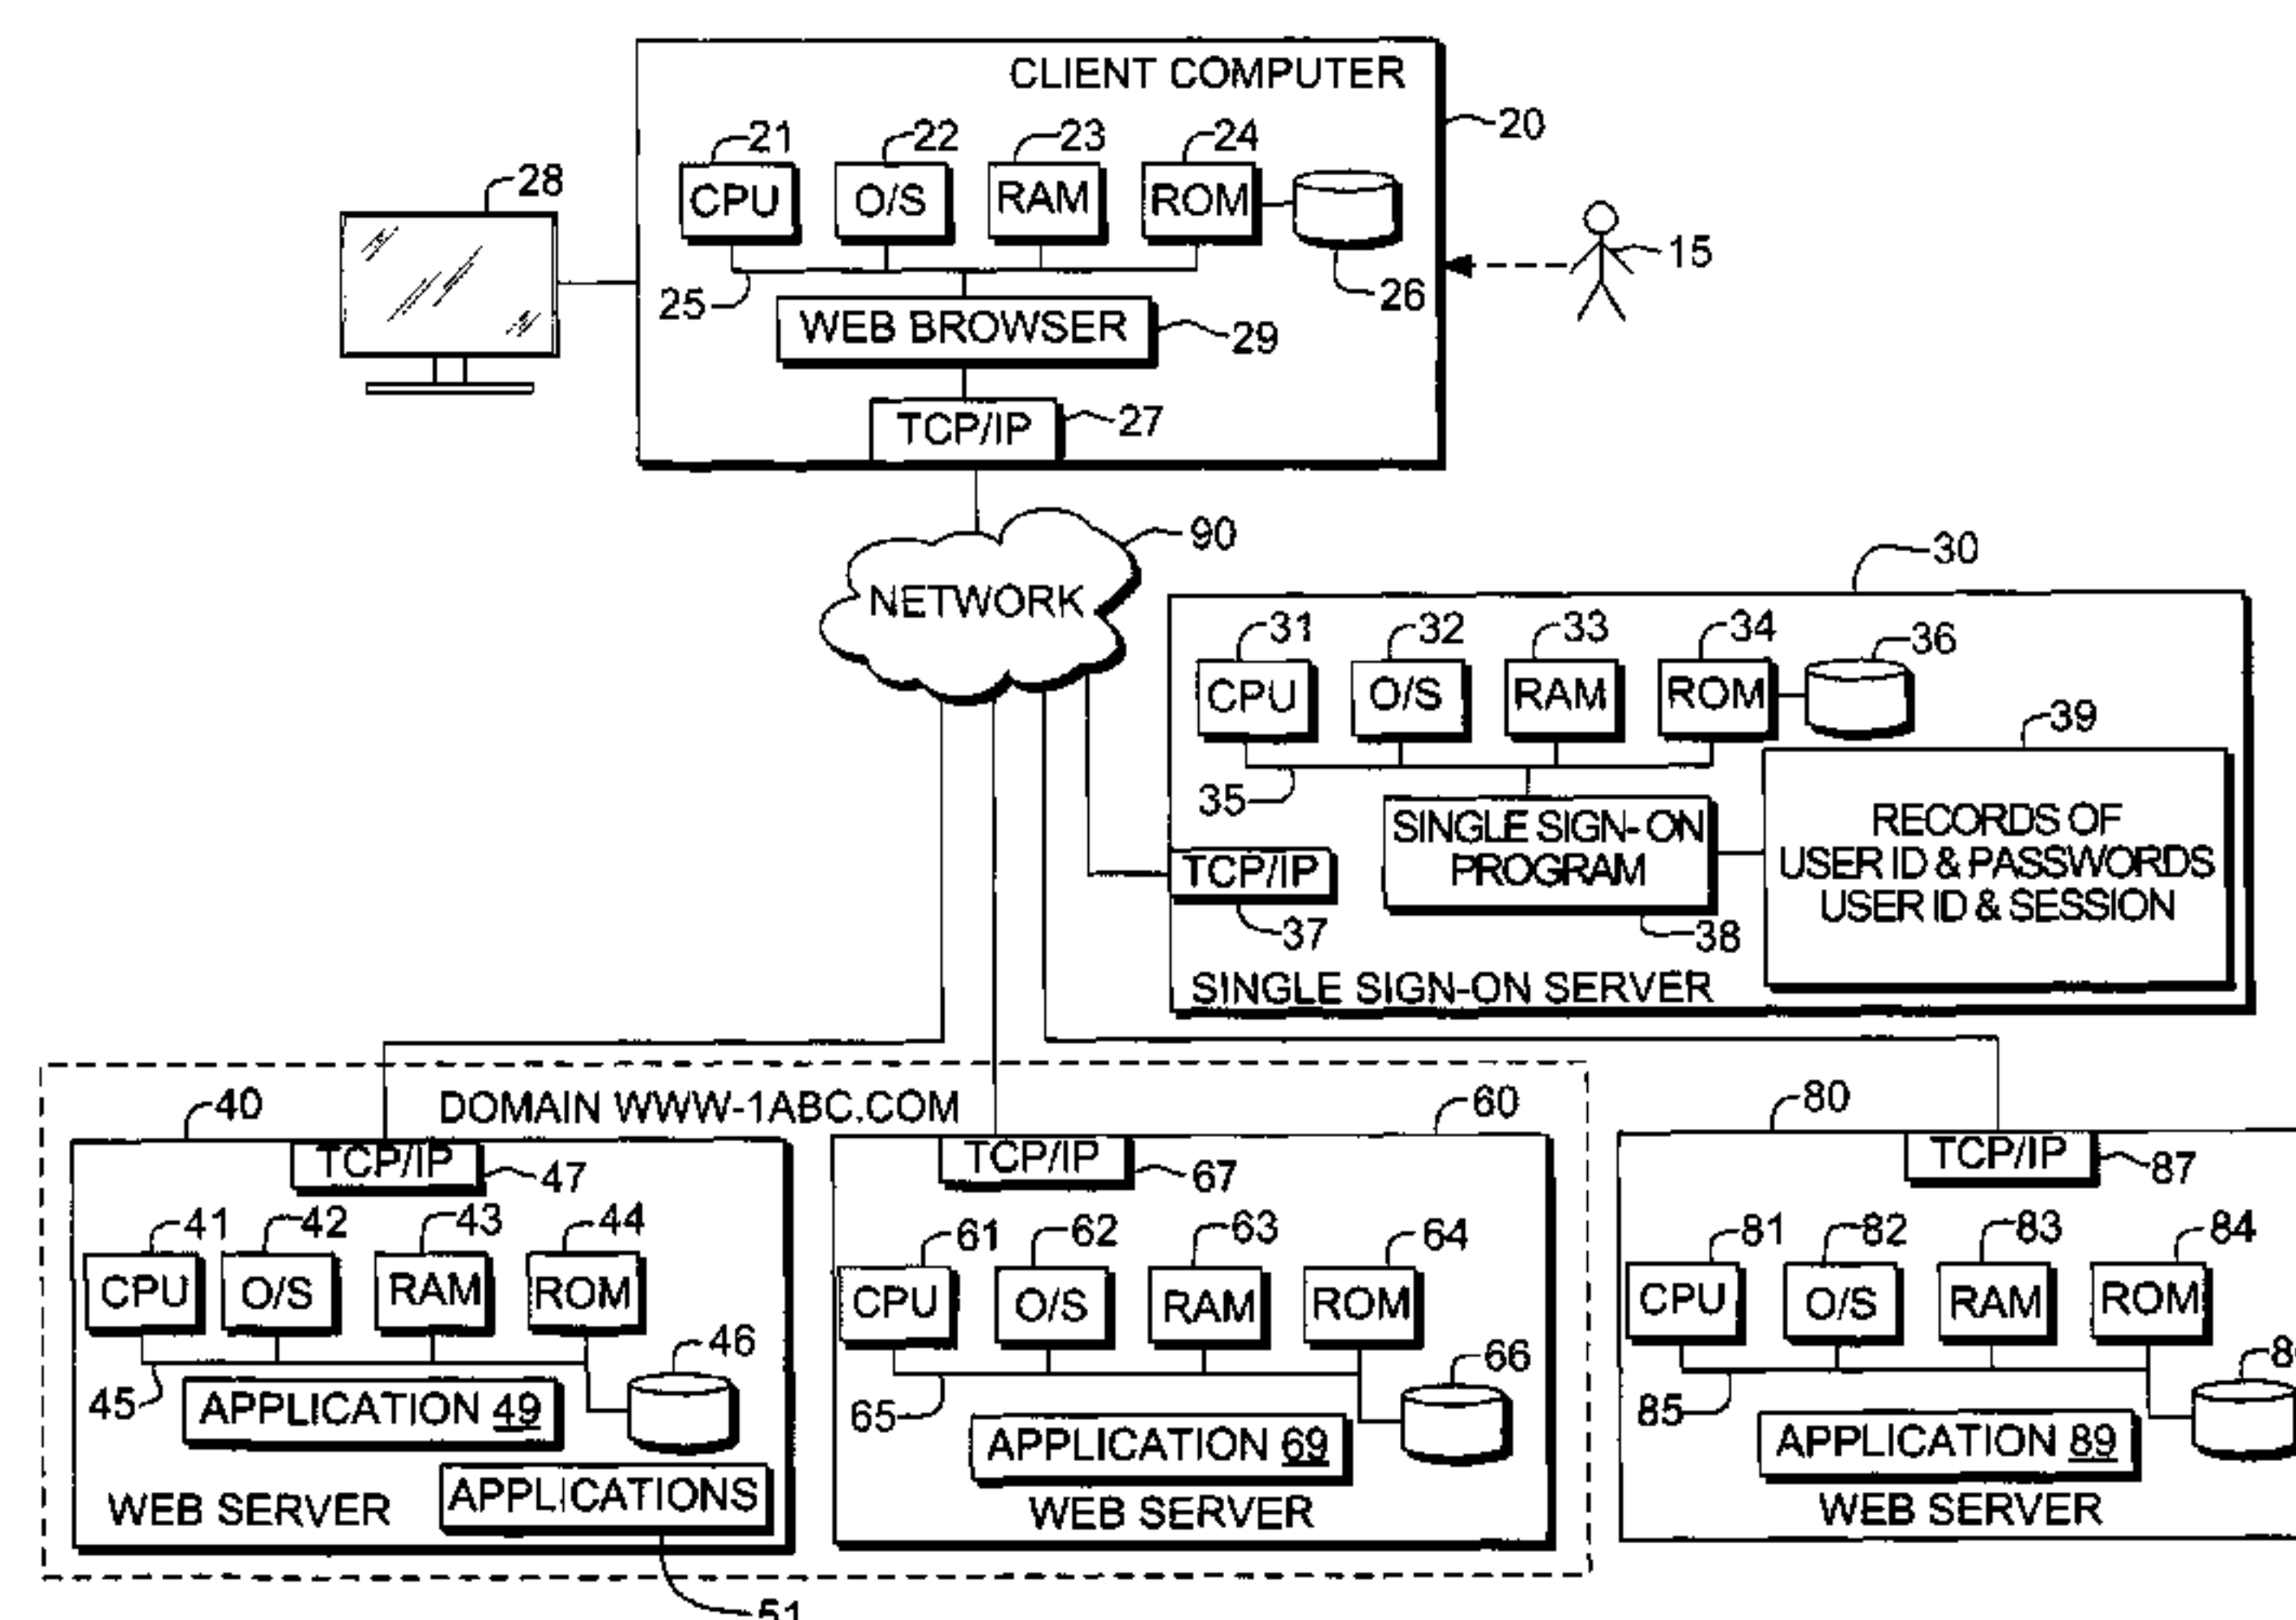 CLIENT COMPUTER
20
21
22
23
24
CPU
O/S
RAM
ROM
28
15
25
26
WEB BROWSER
29
TCP/IP
27
90
NETWORK
30
31
32
33
34
36
CPU
O/S
RAM
ROM
39
35
SINGLE SIGN-ON
PROGRAM
RECORDS OF
USER ID & PASSWORDS
USER ID & SESSION
TCP/IP
37
38
SINGLE SIGN-ON SERVER
DOMAIN WWW-1ABC.COM
40
TCP/IP
47
41
42
43
44
CPU
O/S
RAM
ROM
46
45
APPLICATION 49
APPLICATIONS
WEB SERVER
51
60
TCP/IP
67
61
62
63
64
CPU
O/S
RAM
ROM
66
65
APPLICATION 69
WEB SERVER
80
TCP/IP
87
81
82
83
84
CPU
O/S
RAM
ROM
85
APPLICATION 89
WEB SERVER